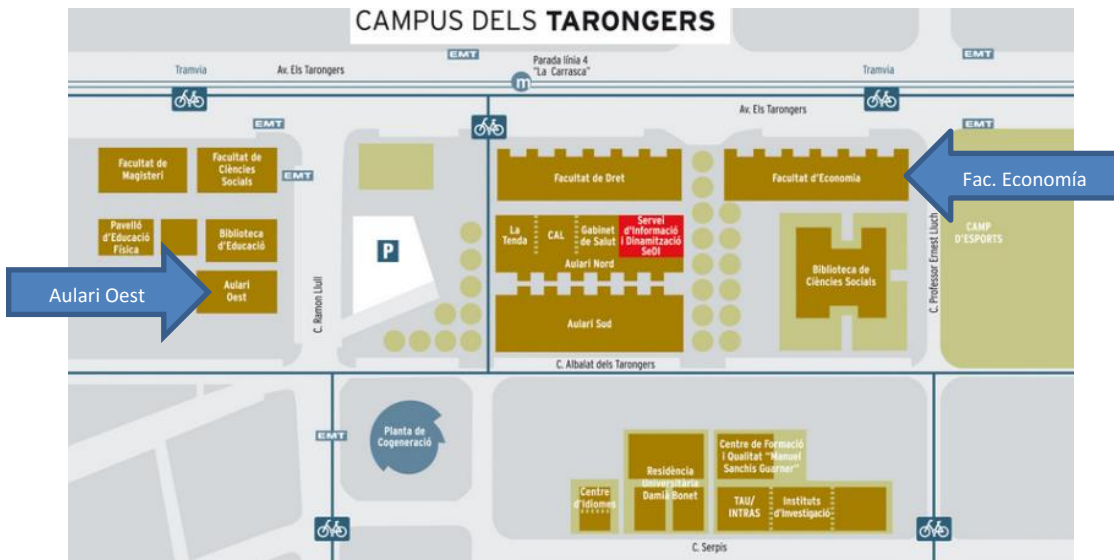 CAMPUS DELS TARONGERS
EMT
EMT
Tramvia
Av. Els Tarongers
Parada línia 4
"La Carrasca"
m
Tramvia
Av. Els Tarongers
EMT
EMT
Facultat de
Magisteri
Facultat de
Ciències
Socials
EMT
Facultat de Dret
Facultat d'Economia
Fac. Economía
Pavelló
d'Educació
Física
Biblioteca
d'Educació
P
La
Tenda
CAL
Gabinet
de Salut
Servei
d'Informació
i Dinamització
SeDI
Aulari Nord
Biblioteca de
Ciències Socials
C. Professor Ernest Lluch
CAMP
D'ESPORTS
Aulari Oest
Aulari
Oest
C. Ramon Llull
Aulari Sud
C. Albalat dels Tarongers
EMT
Planta de
Cogeneració
Centre
d'Idiomes
Residència
Universitària
Damià Bonet
Centre de Formació
i Qualitat "Manuel
Sanchis Guarner"
TAU/
INTRAS
Instituts
d'Investigació
C. Serpis